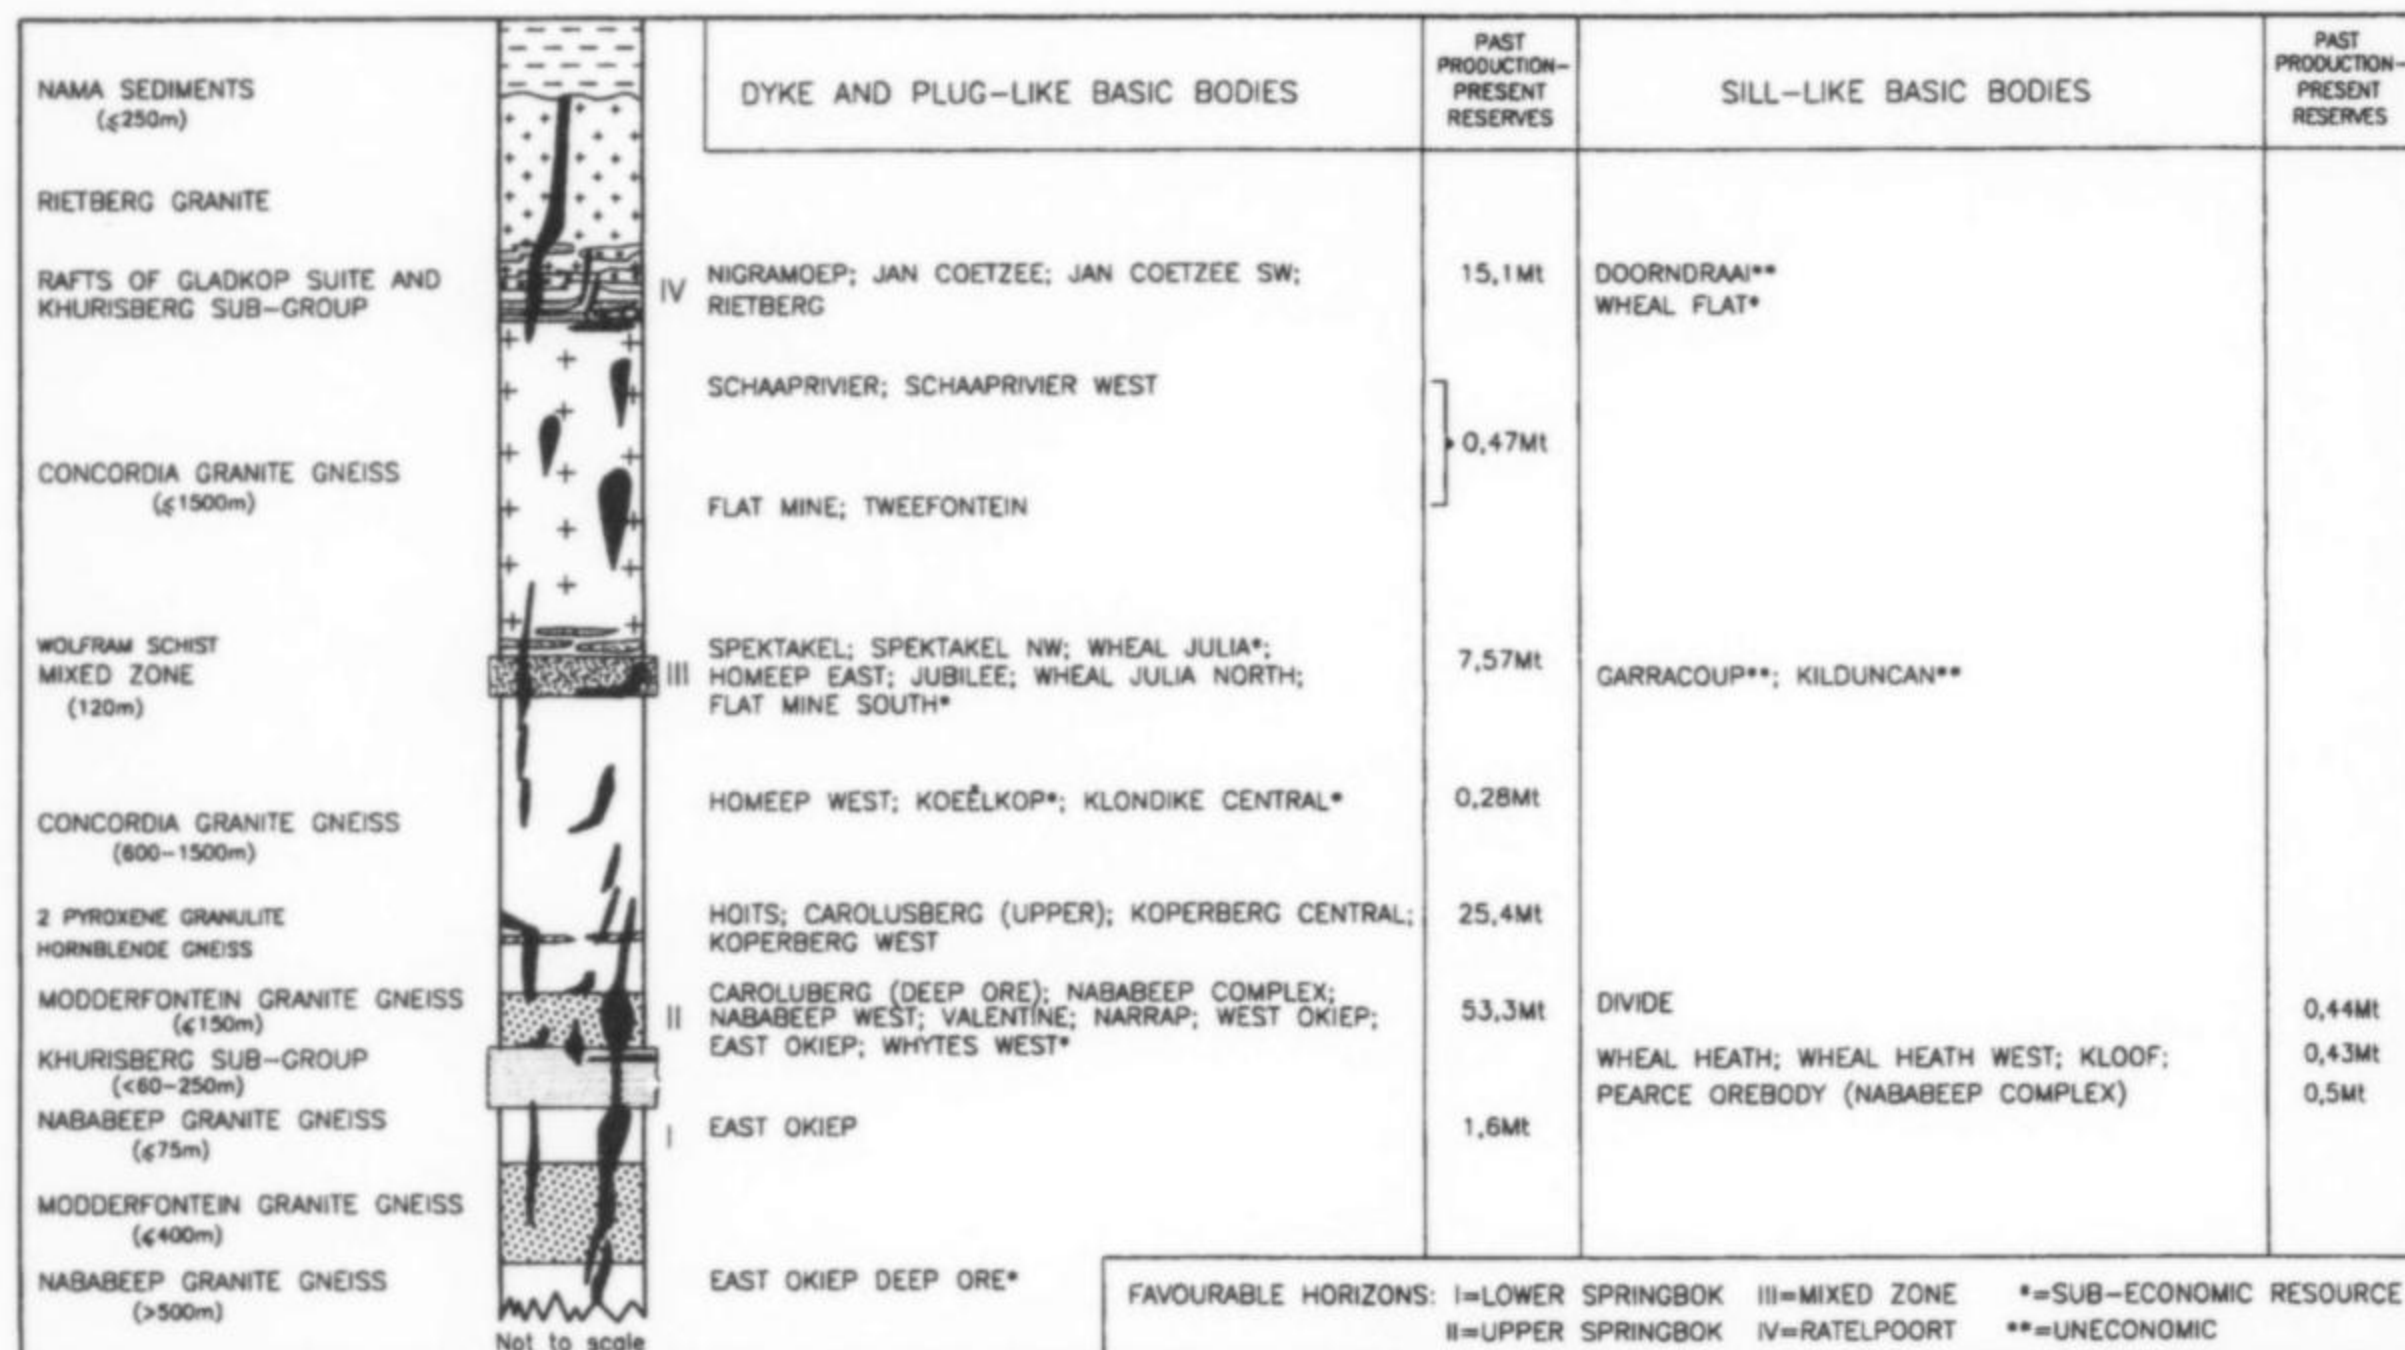 NAMA SEDIMENTS
(⩽250m)
RIETBERG GRANITE
RAFTS OF GLADKOP SUITE AND
KHURISBERG SUB-GROUP
CONCORDIA GRANITE GNEISS
(⩽1500m)
WOLFRAM SCHIST
MIXED ZONE
(120m)
CONCORDIA GRANITE GNEISS
(600-1500m)
2 PYROXENE GRANULITE
HORNBLENDE GNEISS
MODDERFONTEIN GRANITE GNEISS
(⩽150m)
KHURISBERG SUB-GROUP
(<60-250m)
NABABEEP GRANITE GNEISS
(⩽75m)
MODDERFONTEIN GRANITE GNEISS
(⩽400m)
NABABEEP GRANITE GNEISS
(>500m)
Not to scale
IV
III
II
I
DYKE AND PLUG-LIKE BASIC BODIES
NIGRAMOEP; JAN COETZEE; JAN COETZEE SW;
RIETBERG
SCHAAPRIVIER; SCHAAPRIVIER WEST
FLAT MINE; TWEEFONTEIN
SPEKTAKEL; SPEKTAKEL NW; WHEAL JULIA*;
HOMEEP EAST; JUBILEE; WHEAL JULIA NORTH;
FLAT MINE SOUTH*
HOMEEP WEST; KOEËLKOP*; KLONDIKE CENTRAL*
HOITS; CAROLUSBERG (UPPER); KOPERBERG CENTRAL;
KOPERBERG WEST
CAROLUBERG (DEEP ORE); NABABEEP COMPLEX;
NABABEEP WEST; VALENTINE; NARRAP; WEST OKIEP;
EAST OKIEP; WHYTES WEST*
EAST OKIEP
EAST OKIEP DEEP ORE*
PAST
PRODUCTION-
PRESENT
RESERVES
15,1Mt
0,47Mt
7,57Mt
0,28Mt
25,4Mt
53,3Mt
1,6Mt
SILL-LIKE BASIC BODIES
DOORNDRAAI**
WHEAL FLAT*
GARRACOUP**; KILDUNCAN**
DIVIDE
WHEAL HEATH; WHEAL HEATH WEST; KLOOF;
PEARCE OREBODY (NABABEEP COMPLEX)
PAST
PRODUCTION-
PRESENT
RESERVES
0,44Mt
0,43Mt
0,5Mt
FAVOURABLE HORIZONS: I=LOWER SPRINGBOK III=MIXED ZONE *=SUB-ECONOMIC RESOURCE
II=UPPER SPRINGBOK IV=RATELPOORT **=UNECONOMIC